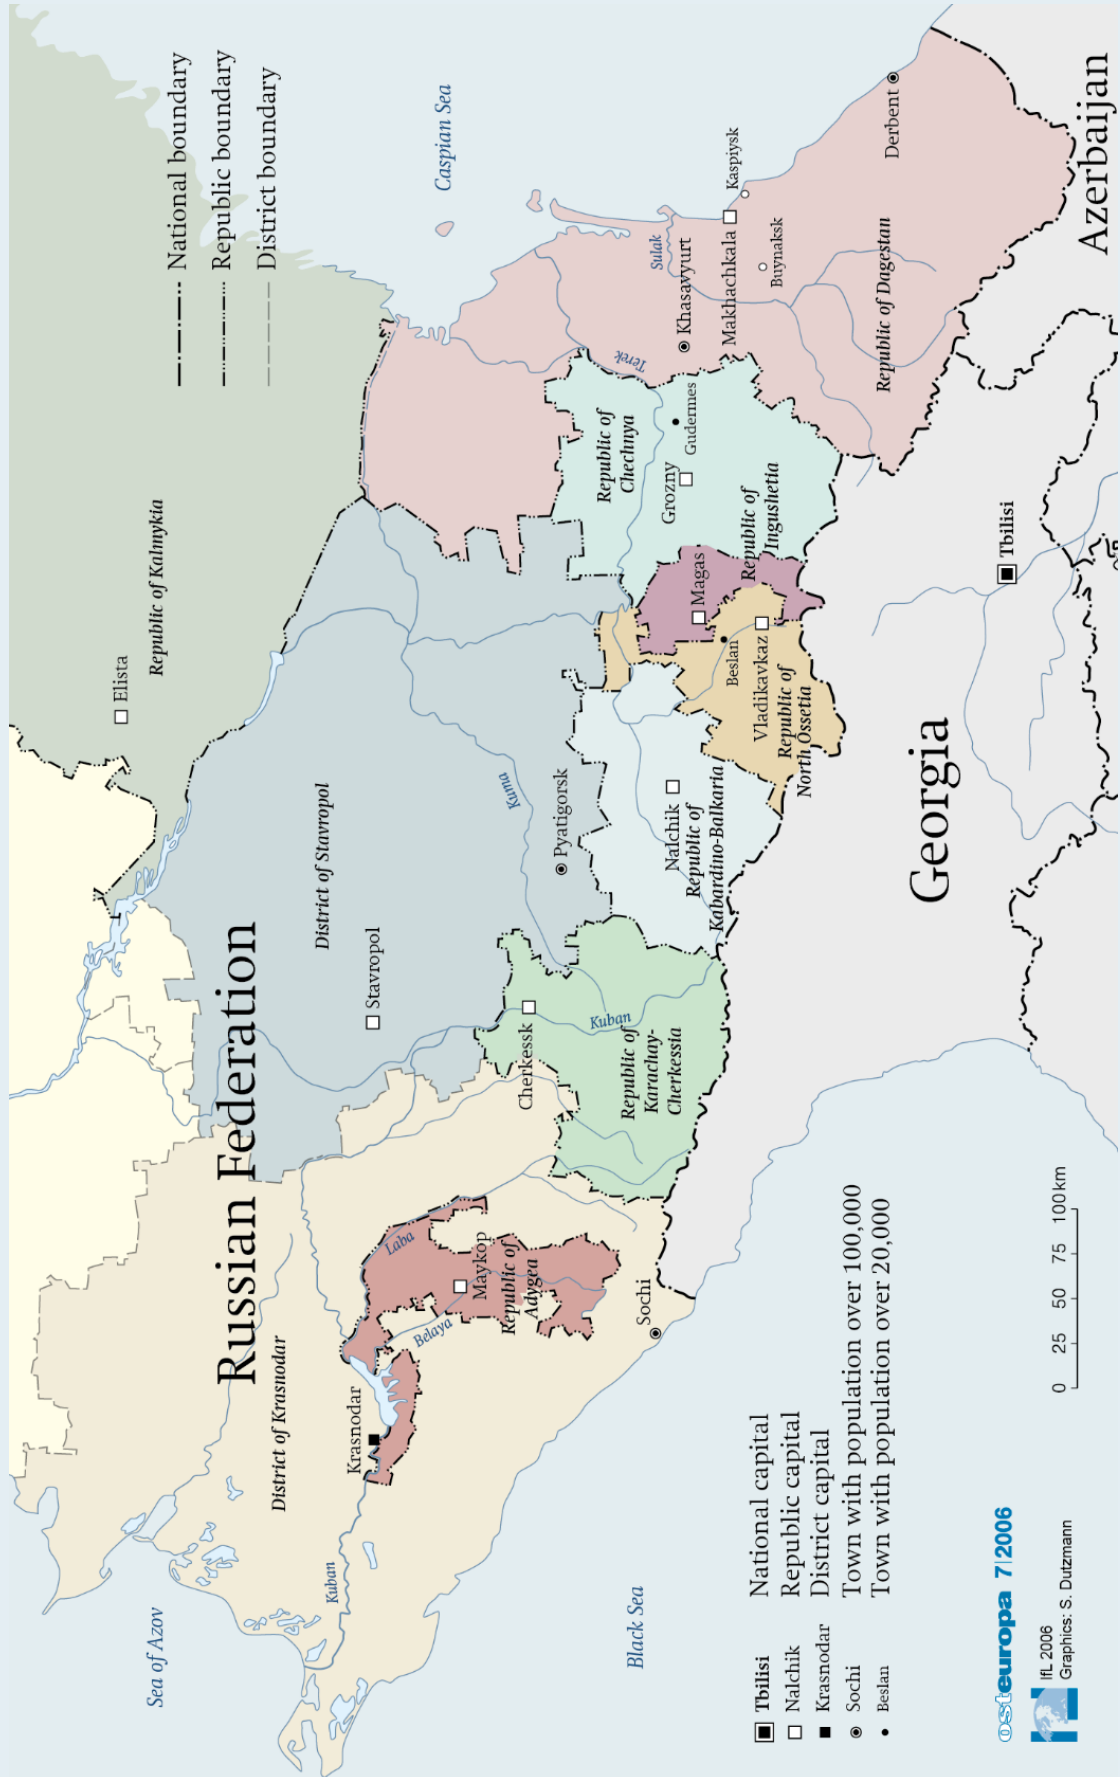 Russian Federation
Georgia
Azerbaijan
Sea of Azov
Black Sea
Caspian Sea
National boundary
Republic boundary
District boundary
Republic of Kalmykia
Elista
District of Stavropol
Stavropol
Pyatigorsk
Kuma
District of Krasnodar
Krasnodar
Kuban
Laba
Belaya
Maykop
Republic of
Adygea
Sochi
Cherkessk
Kuban
Republic of
Karachay-
Cherkessia
Nalchik
Republic of
Kabardino-Balkaria
Beslan
Vladikavkaz
Republic of
North Ossetia
Magas
Republic of
Ingushetia
Republic of
Chechnya
Grozny
Gudermes
Terek
Sulak
Khasavyurt
Makhachkala
Kaspiysk
Buynaksk
Republic of Dagestan
Derbent
Tbilisi
Tbilisi National capital
Nalchik Republic capital
Krasnodar District capital
Sochi Town with population over 100,000
Beslan Town with population over 20,000
0 25 50 75 100 km
osteuropa 7|2006
IfL 2006
Graphics: S. Dutzmann